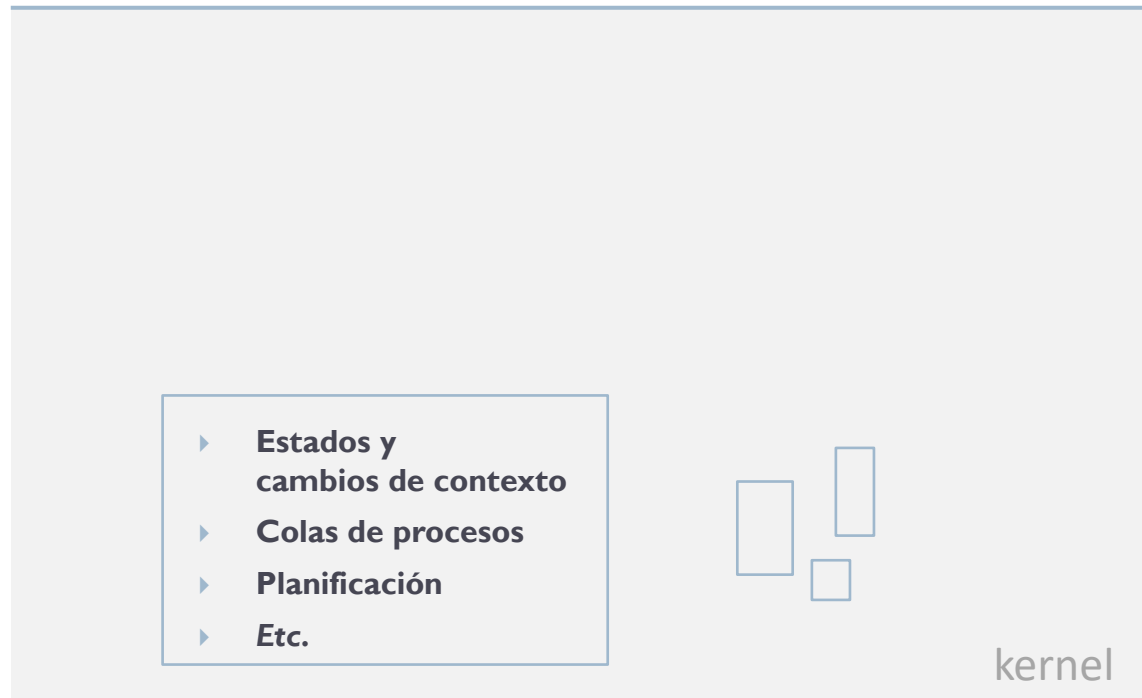 Estados y
cambios de contexto
Colas de procesos
Planificación
Etc.
kernel